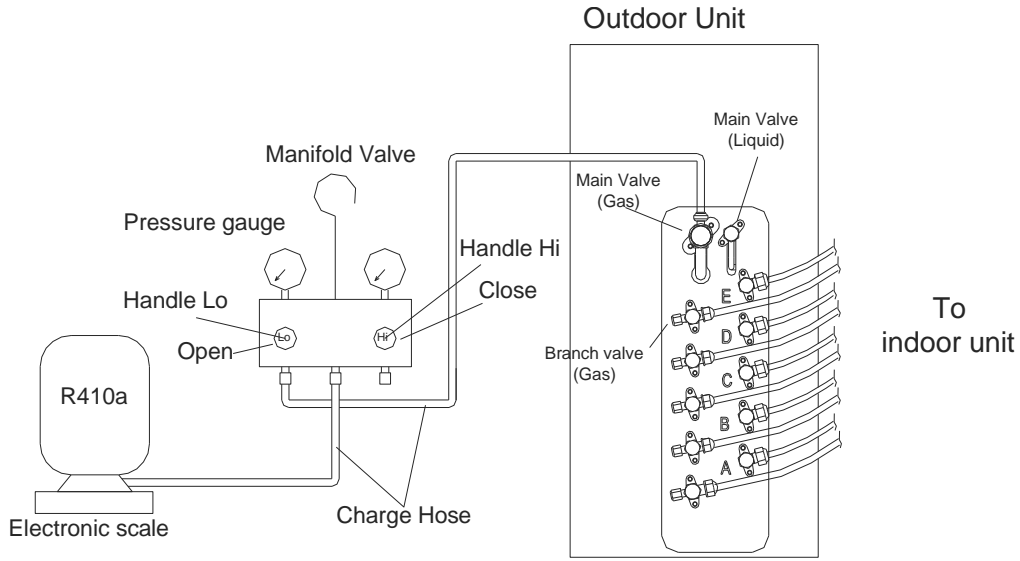 Outdoor Unit
Main Valve
(Liquid)
Manifold Valve
Main Valve
(Gas)
Pressure gauge
Handle Hi
Handle Lo
Close
Lo
Hi
Open
E
D
C
B
A
To
indoor unit
Branch valve
(Gas)
R410a
Charge Hose
Electronic scale